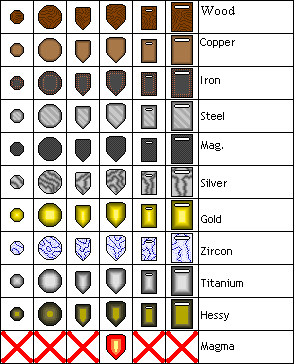 Wood
Copper
Iron
Steel
Mag.
Silver
Gold
Zircon
Titanium
Hessy
Magma